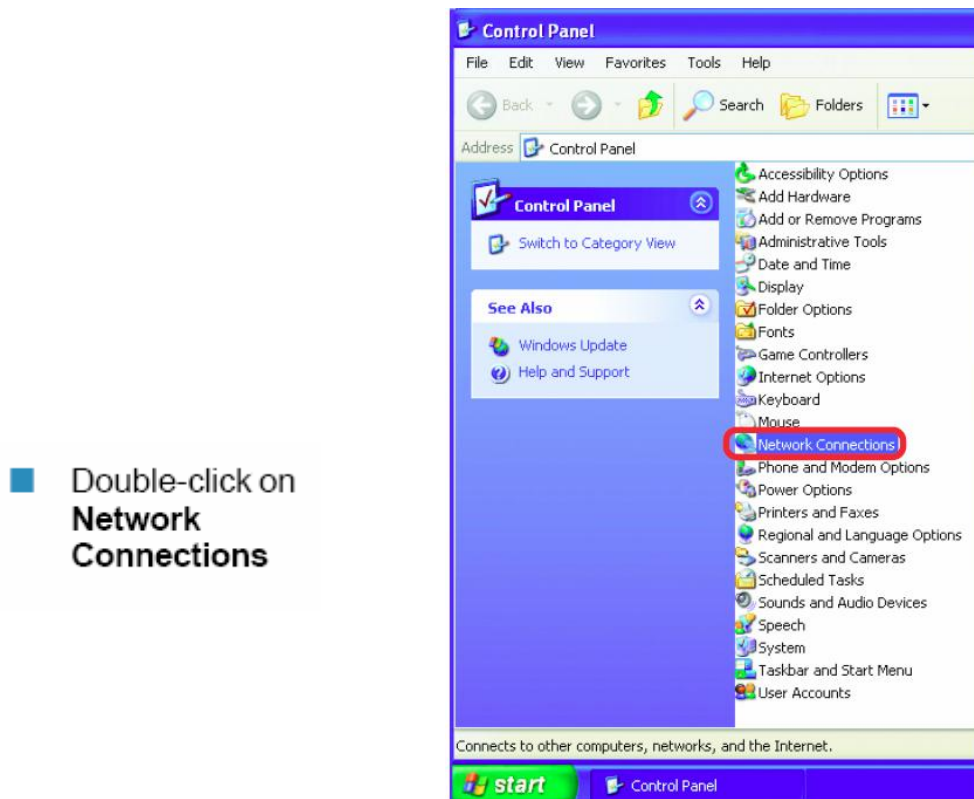 Double-click on
Network
Connections
Control Panel
File Edit View Favorites Tools Help
Back Search Folders
Address Control Panel
Control Panel
Switch to Category View
See Also
Windows Update
Help and Support
Accessibility Options
Add Hardware
Add or Remove Programs
Administrative Tools
Date and Time
Display
Folder Options
Fonts
Game Controllers
Internet Options
Keyboard
Mouse
Network Connections
Phone and Modem Options
Power Options
Printers and Faxes
Regional and Language Options
Scanners and Cameras
Scheduled Tasks
Sounds and Audio Devices
Speech
System
Taskbar and Start Menu
User Accounts
Connects to other computers, networks, and the Internet.
start Control Panel